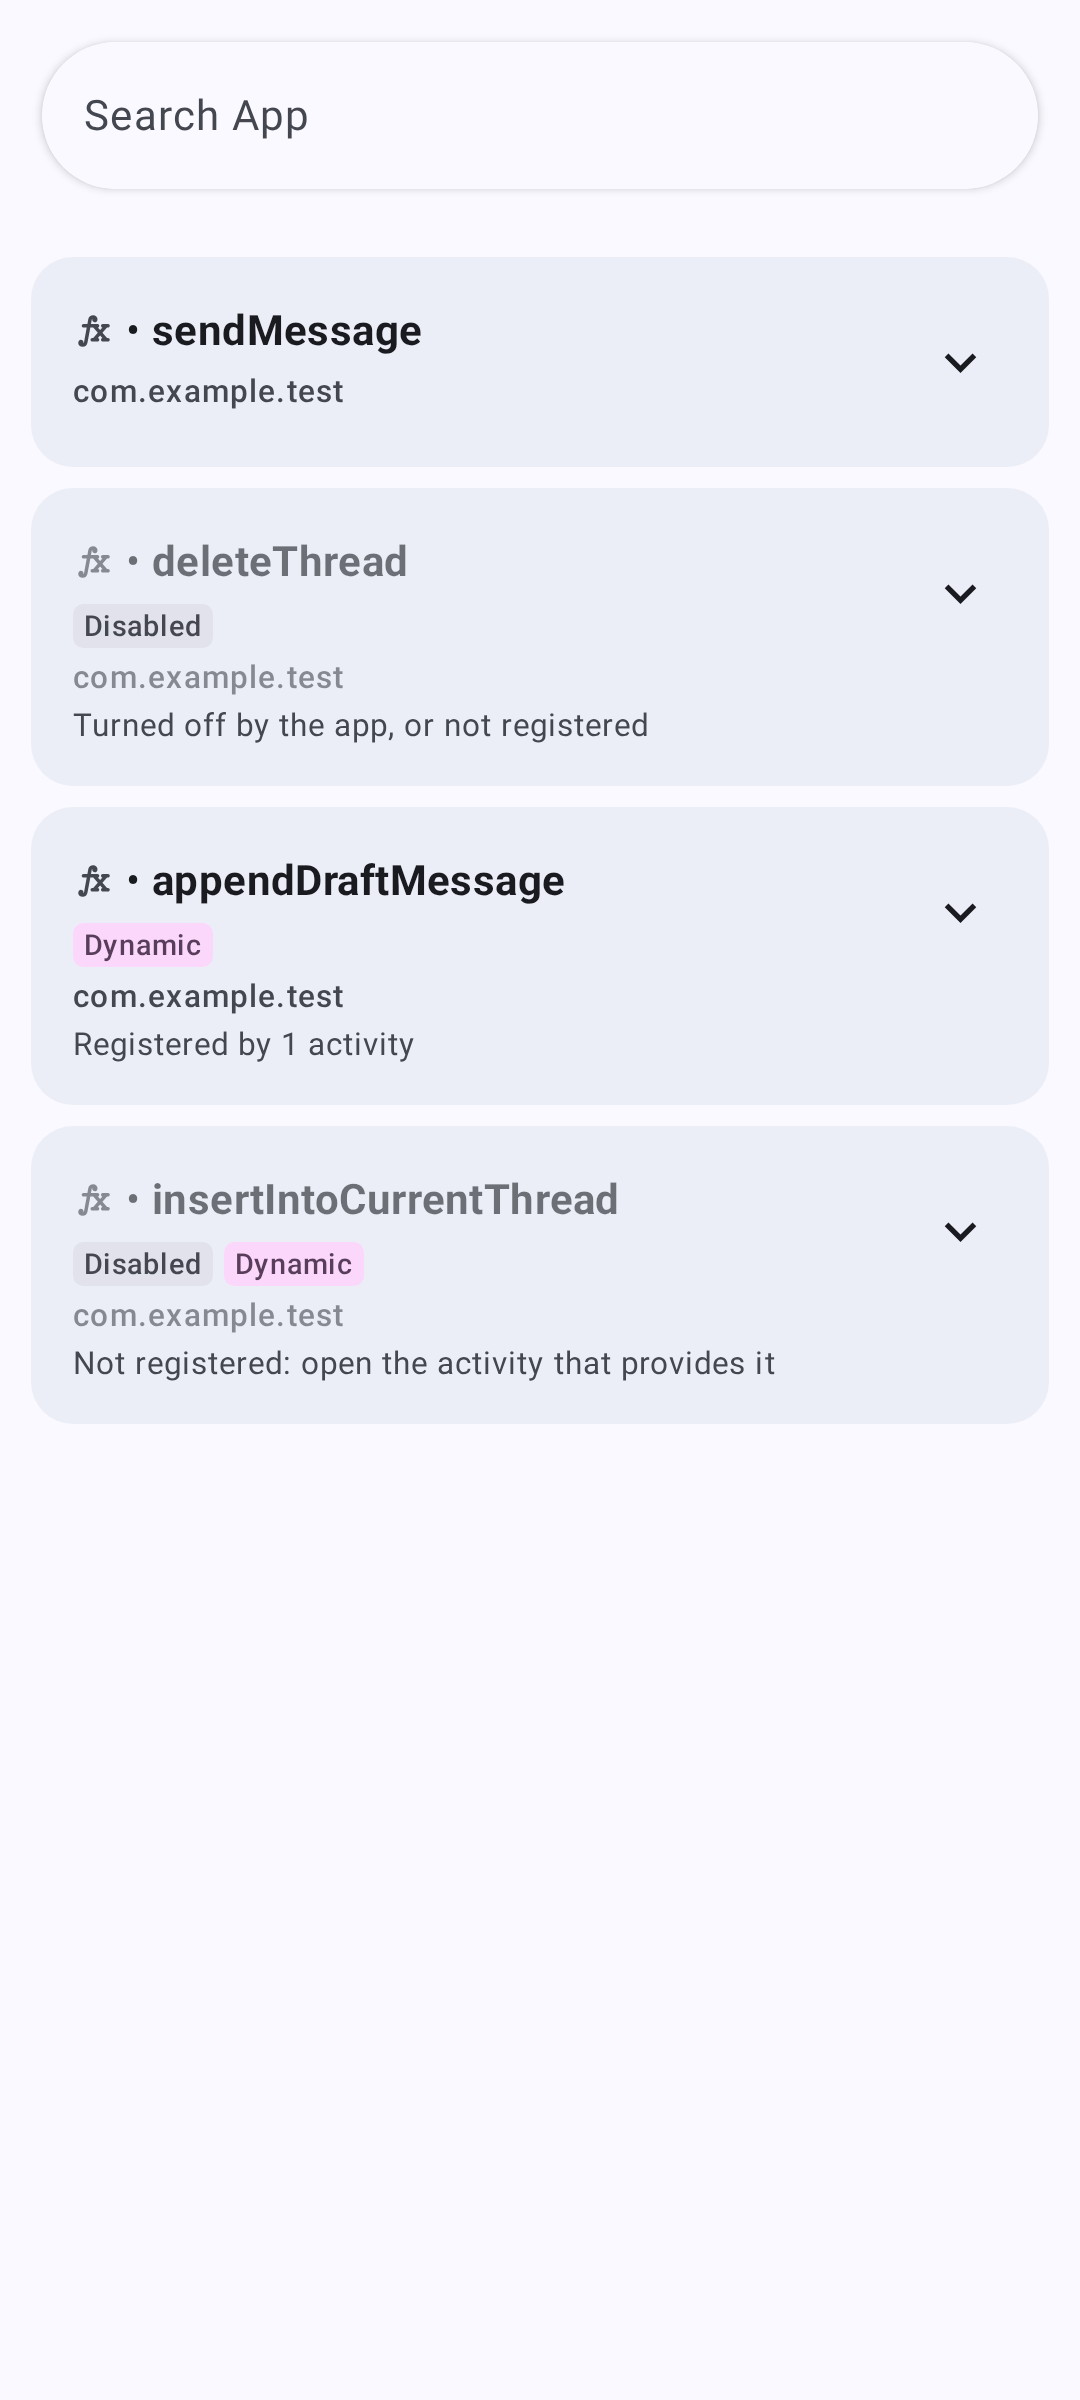 Search App
fx • sendMessage
com.example.test
fx • deleteThread
Disabled
com.example.test
Turned off by the app, or not registered
fx • appendDraftMessage
Dynamic
com.example.test
Registered by 1 activity
fx • insertIntoCurrentThread
Disabled Dynamic
com.example.test
Not registered: open the activity that provides it